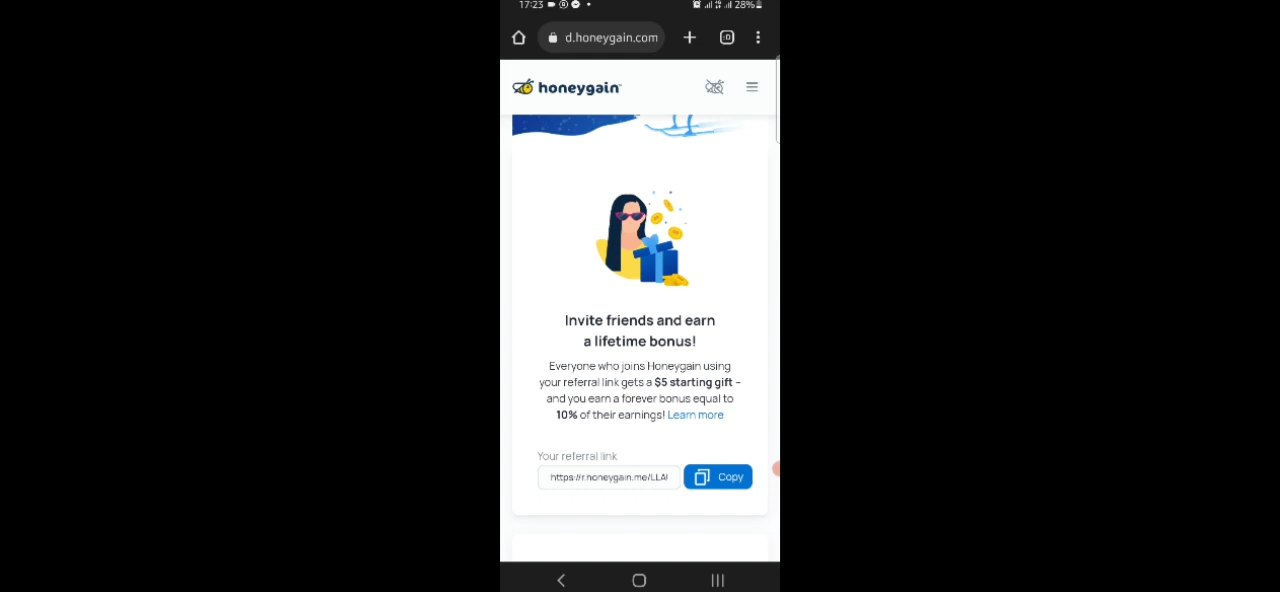 17:23
28%
d.honeygain.com
:D
honeygain
Invite friends and earn
a lifetime bonus!
Everyone who joins Honeygain using
your referral link gets a $5 starting gift –
and you earn a forever bonus equal to
10% of their earnings! Learn more
Your referral link
https://r.honeygain.me/LLA
Copy